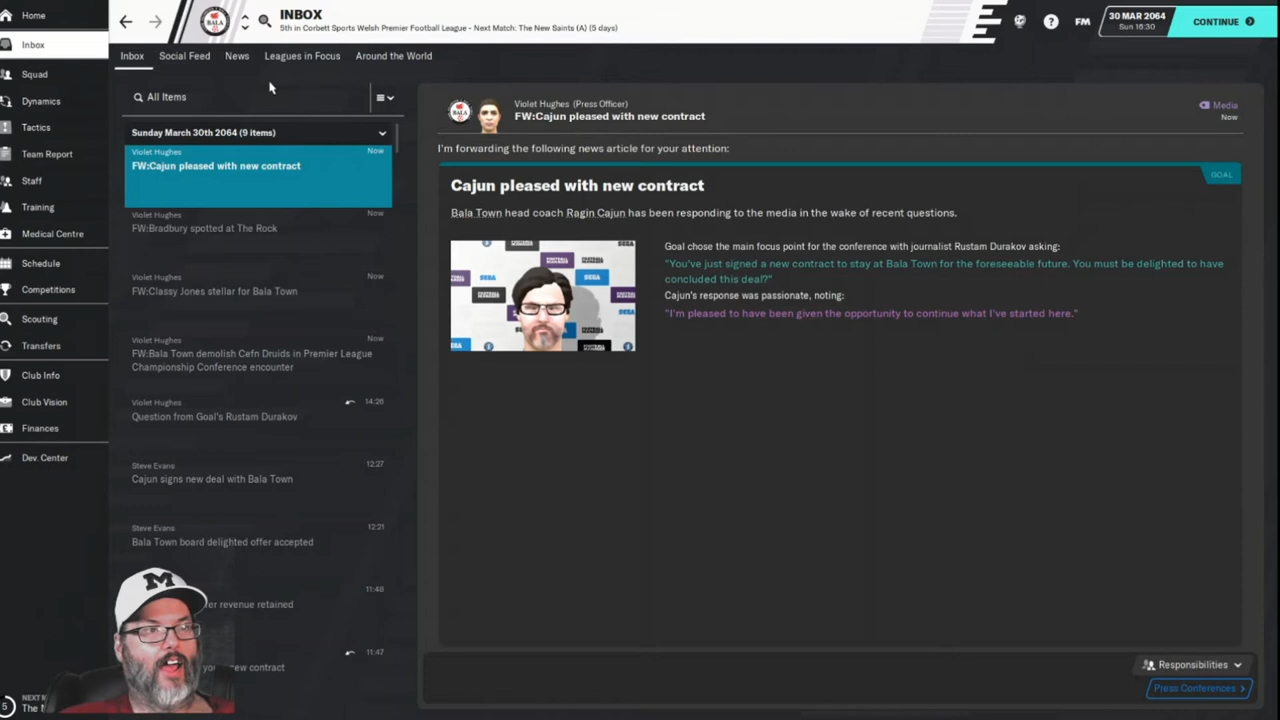 Home
Inbox
Squad
Dynamics
Tactics
Team Report
Staff
Training
Medical Centre
Schedule
Competitions
Scouting
Transfers
Club Info
Club Vision
Finances
Dev. Center
5
BALA
INBOX
5th in Corbett Sports Welsh Premier Football League - Next Match: The New Saints (A) (5 days)
?
FM
30 MAR 2064
Sun 16:30
CONTINUE
Inbox
Social Feed
News
Leagues in Focus
Around the World
All Items
Sunday March 30th 2064 (9 items)
Violet Hughes
Now
FW:Cajun pleased with new contract
Violet Hughes
Now
FW:Bradbury spotted at The Rock
Violet Hughes
Now
FW:Classy Jones stellar for Bala Town
Violet Hughes
Now
FW:Bala Town demolish Cefn Druids in Premier League
Championship Conference encounter
Violet Hughes
14:26
Question from Goal's Rustam Durakov
Steve Evans
12:27
Cajun signs new deal with Bala Town
Steve Evans
12:21
Bala Town board delighted offer accepted
11:48
er revenue retained
11:47
you new contract
M
BALA
Violet Hughes (Press Officer)
FW:Cajun pleased with new contract
Media
Now
I'm forwarding the following news article for your attention:
GOAL
Cajun pleased with new contract
Bala Town head coach Ragin Cajun has been responding to the media in the wake of recent questions.
SEGA
SEGA
SEGA
Goal chose the main focus point for the conference with journalist Rustam Durakov asking:
"You've just signed a new contract to stay at Bala Town for the foreseeable future. You must be delighted to have
concluded this deal?"
Cajun's response was passionate, noting:
"I'm pleased to have been given the opportunity to continue what I've started here."
Responsibilities
Press Conferences